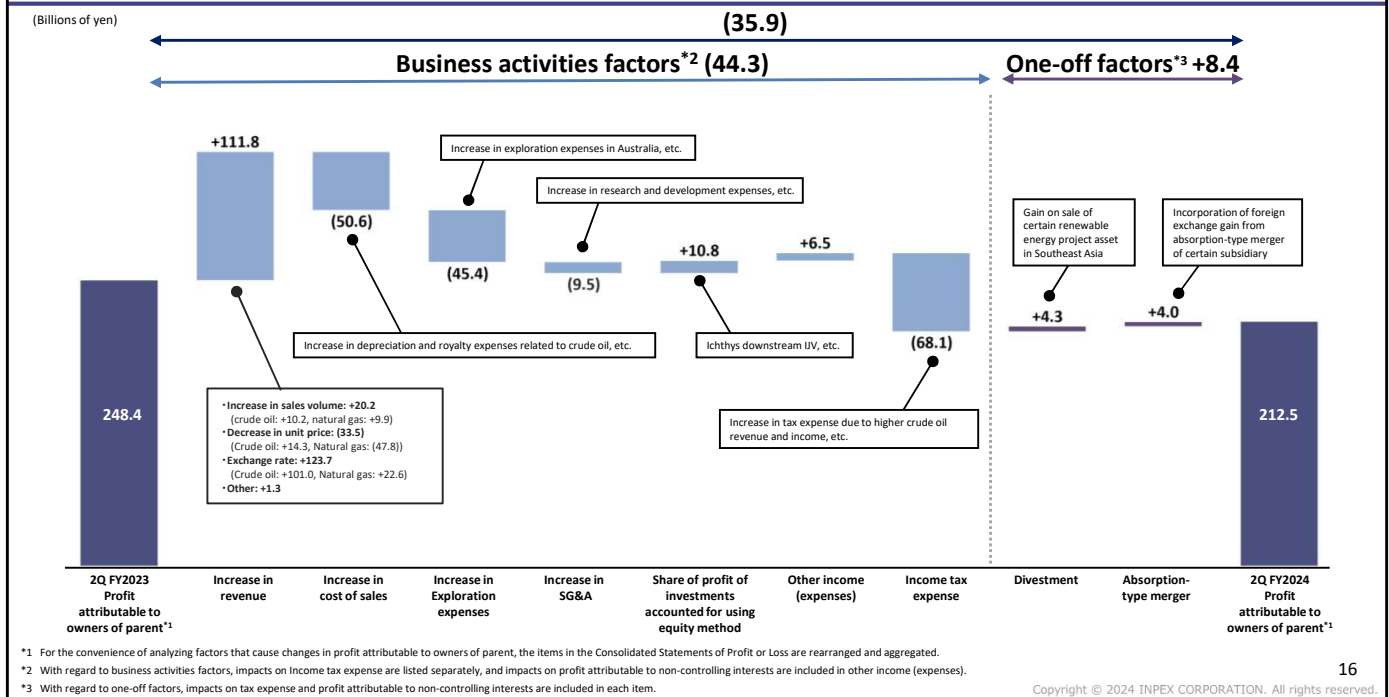 (Billions of yen)
(35.9)
Business activities factors*2 (44.3)
One-off factors*3 +8.4
+111.8
(50.6)
(45.4)
(9.5)
+10.8
+6.5
(68.1)
+4.3
+4.0
248.4
212.5
Increase in exploration expenses in Australia, etc.
Increase in research and development expenses, etc.
Gain on sale of
certain renewable
energy project asset
in Southeast Asia
Incorporation of foreign
exchange gain from
absorption-type merger
of certain subsidiary
Increase in depreciation and royalty expenses related to crude oil, etc.
Ichthys downstream IJV, etc.
・Increase in sales volume: +20.2
(crude oil: +10.2, natural gas: +9.9)
・Decrease in unit price: (33.5)
(Crude oil: +14.3, Natural gas: (47.8))
・Exchange rate: +123.7
(Crude oil: +101.0, Natural gas: +22.6)
・Other: +1.3
Increase in tax expense due to higher crude oil
revenue and income, etc.
2Q FY2023
Profit
attributable to
owners of parent*1
Increase in
revenue
Increase in
cost of sales
Increase in
Exploration
expenses
Increase in
SG&A
Share of profit of
investments
accounted for using
equity method
Other income
(expenses)
Income tax
expense
Divestment
Absorption-
type merger
2Q FY2024
Profit
attributable to
owners of parent*1
*1 For the convenience of analyzing factors that cause changes in profit attributable to owners of parent, the items in the Consolidated Statements of Profit or Loss are rearranged and aggregated.
*2 With regard to business activities factors, impacts on Income tax expense are listed separately, and impacts on profit attributable to non-controlling interests are included in other income (expenses).
*3 With regard to one-off factors, impacts on tax expense and profit attributable to non-controlling interests are included in each item.
16
Copyright © 2024 INPEX CORPORATION. All rights reserved.